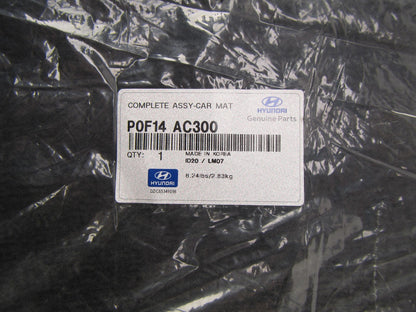 COMPLETE ASSY-CAR MAT
HYUNDAI
Genuine Parts
P0F14 AC300
QTY: 1
MADE IN KOREA
ID20 / LM07
HYUNDAI
8.24lbs/2.83kg